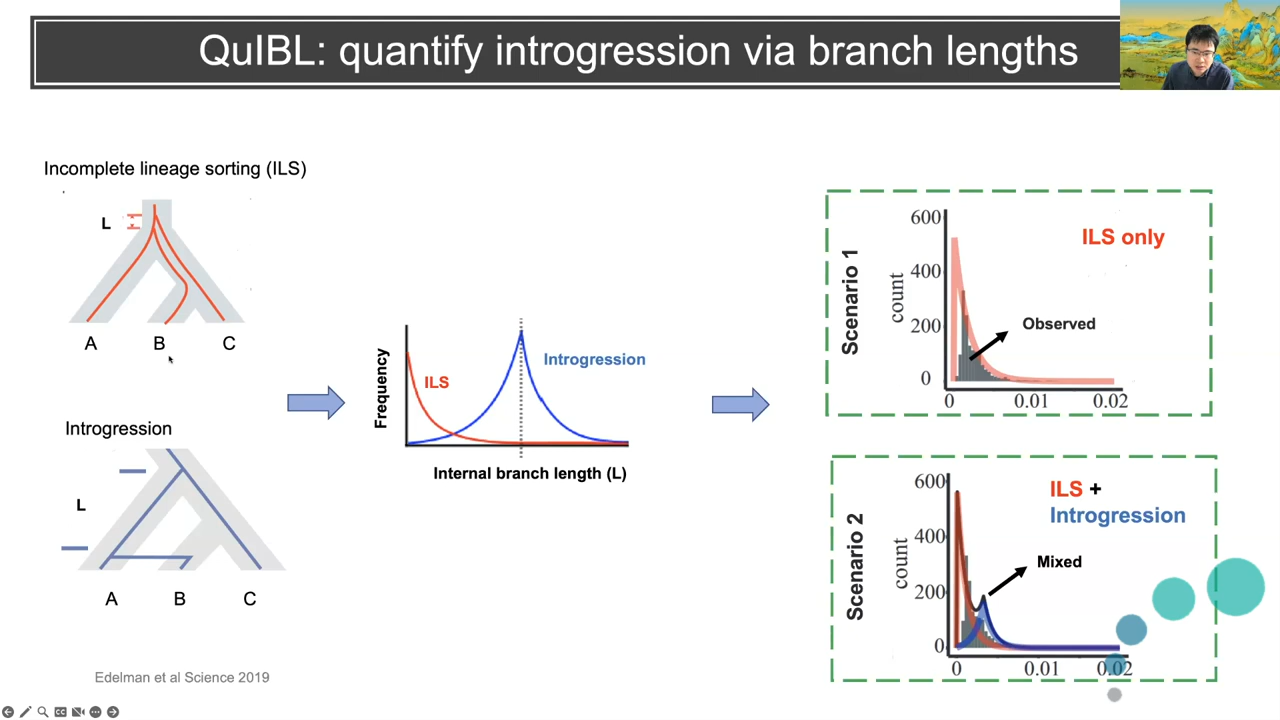 QuIBL: quantify introgression via branch lengths
Incomplete lineage sorting (ILS)
L
A B C
Introgression
L
A B C
Edelman et al Science 2019
Frequency
ILS
Introgression
Internal branch length (L)
Scenario 1
count
600
400
200
0
0 0.01 0.02
ILS only
Observed
Scenario 2
count
600
400
200
0
0 0.01 0.02
ILS +
Introgression
Mixed
CC